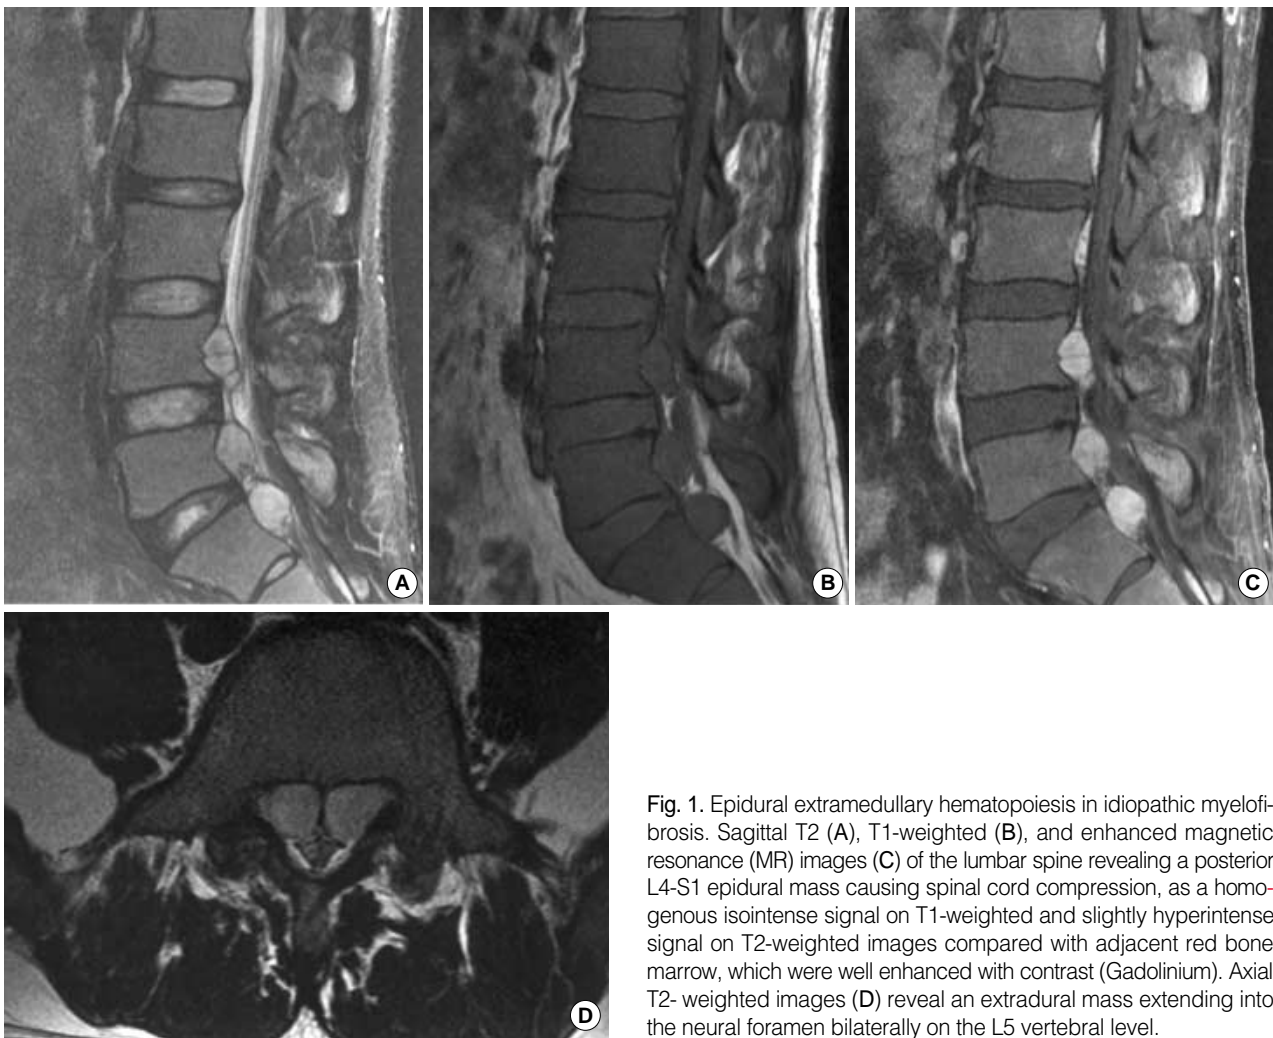 A
B
C
D
Fig. 1. Epidural extramedullary hematopoiesis in idiopathic myelofi-
brosis. Sagittal T2 (A), T1-weighted (B), and enhanced magnetic
resonance (MR) images (C) of the lumbar spine revealing a posterior
L4-S1 epidural mass causing spinal cord compression, as a homo-
genous isointense signal on T1-weighted and slightly hyperintense
signal on T2-weighted images compared with adjacent red bone
marrow, which were well enhanced with contrast (Gadolinium). Axial
T2- weighted images (D) reveal an extradural mass extending into
the neural foramen bilaterally on the L5 vertebral level.